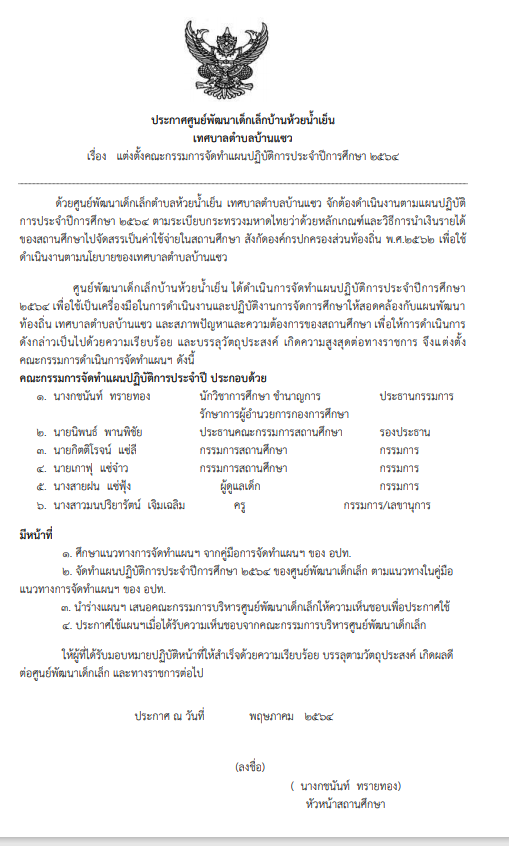 ประกาศศูนย์พัฒนาเด็กเล็กบ้านห้วยน้ำเย็น
เทศบาลตำบลบ้านแซว
เรื่อง แต่งตั้งคณะกรรมการจัดทำแผนปฏิบัติการประจำปีการศึกษา ๒๕๖๔
ด้วยศูนย์พัฒนาเด็กเล็กตำบลห้วยน้ำเย็น เทศบาลตำบลบ้านแซว จักต้องดำเนินงานตามแผนปฏิบัติ
การประจำปีการศึกษา ๒๕๖๔ ตามระเบียบกระทรวงมหาดไทยว่าด้วยหลักเกณฑ์และวิธีการนำเงินรายได้
ของสถานศึกษาไปจัดสรรเป็นค่าใช้จ่ายในสถานศึกษา สังกัดองค์กรปกครองส่วนท้องถิ่น พ.ศ.๒๕๖๒ เพื่อใช้
ดำเนินงานตามนโยบายของเทศบาลตำบลบ้านแซว
ศูนย์พัฒนาเด็กเล็กบ้านห้วยน้ำเย็น ได้ดำเนินการจัดทำแผนปฏิบัติการประจำปีการศึกษา
๒๕๖๔ เพื่อใช้เป็นเครื่องมือในการดำเนินงานและปฏิบัติงานการจัดการศึกษาให้สอดคล้องกับแผนพัฒนา
ท้องถิ่น เทศบาลตำบลบ้านแซว และสภาพปัญหาและความต้องการของสถานศึกษา เพื่อให้การดำเนินการ
ดังกล่าวเป็นไปด้วยความเรียบร้อย และบรรลุวัตถุประสงค์ เกิดความสูงสุดต่อทางราชการ จึงแต่งตั้ง
คณะกรรมการดำเนินการจัดทำแผนฯ ดังนี้
คณะกรรมการจัดทำแผนปฏิบัติการประจำปี ประกอบด้วย
๑. นางกชนันท์ ทรายทอง นักวิชาการศึกษา ชำนาญการ ประธานกรรมการ
รักษาการผู้อำนวยการกองการศึกษา
๒. นายนิพนธ์ พานพิชัย ประธานคณะกรรมการสถานศึกษา รองประธาน
๓. นายกิตติโรจน์ แซ่ลี กรรมการสถานศึกษา กรรมการ
๔. นายเกาฟุ แซ่จ๋าว กรรมการสถานศึกษา กรรมการ
๕. นางสายฝน แซ่ฟุ้ง ผู้ดูแลเด็ก กรรมการ
๖. นางสาวมนปริยารัตน์ เจิมเฉลิม ครู กรรมการ/เลขานุการ
มีหน้าที่
๑. ศึกษาแนวทางการจัดทำแผนฯ จากคู่มือการจัดทำแผนฯ ของ อปท.
๒. จัดทำแผนปฏิบัติการประจำปีการศึกษา ๒๕๖๔ ของศูนย์พัฒนาเด็กเล็ก ตามแนวทางในคู่มือ
แนวทางการจัดทำแผนฯ ของ อปท.
๓. นำร่างแผนฯ เสนอคณะกรรมการบริหารศูนย์พัฒนาเด็กเล็กให้ความเห็นชอบเพื่อประกาศใช้
๔. ประกาศใช้แผนฯเมื่อได้รับความเห็นชอบจากคณะกรรมการบริหารศูนย์พัฒนาเด็กเล็ก
ให้ผู้ที่ได้รับมอบหมายปฏิบัติหน้าที่ให้สำเร็จด้วยความเรียบร้อย บรรลุตามวัตถุประสงค์ เกิดผลดี
ต่อศูนย์พัฒนาเด็กเล็ก และทางราชการต่อไป
ประกาศ ณ วันที่ พฤษภาคม ๒๕๖๔
(ลงชื่อ)
( นางกชนันท์ ทรายทอง)
หัวหน้าสถานศึกษา